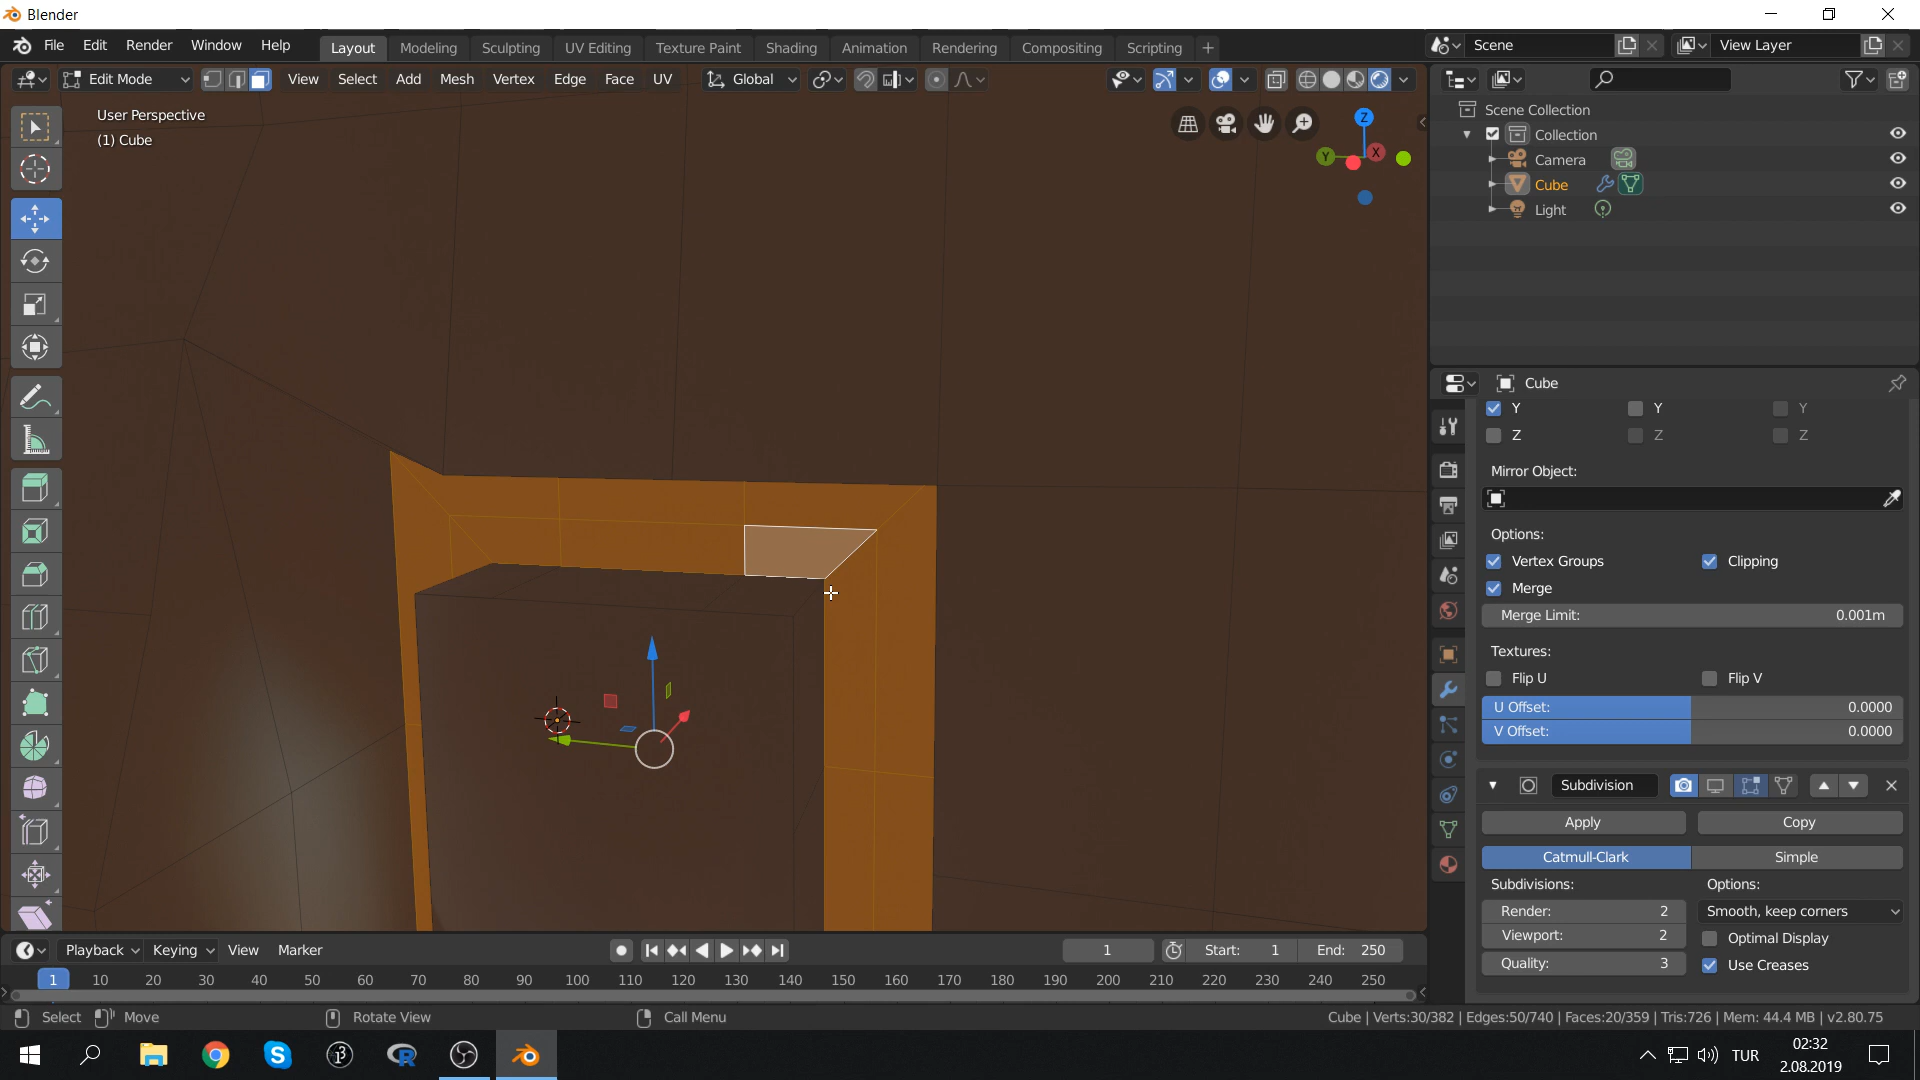 Blender
File Edit Render Window Help Layout Modeling Sculpting UV Editing Texture Paint Shading Animation Rendering Compositing Scripting + Scene View Layer
Edit Mode View Select Add Mesh Vertex Edge Face UV Global
User Perspective
(1) Cube
Z
Y
X
Scene Collection
Collection
Camera
Cube
Light
Cube
Y Y Y
Z Z Z
Mirror Object:
Options:
Vertex Groups Clipping
Merge
Merge Limit: 0.001m
Textures:
Flip U Flip V
U Offset: 0.0000
V Offset: 0.0000
Subdivision
Apply Copy
Catmull-Clark Simple
Subdivisions: Options:
Render: 2 Smooth, keep corners
Viewport: 2 Optimal Display
Quality: 3 Use Creases
Playback Keying View Marker 1 Start: 1 End: 250
1 10 20 30 40 50 60 70 80 90 100 110 120 130 140 150 160 170 180 190 200 210 220 230 240 250
Select Move Rotate View Call Menu Cube | Verts:30/382 | Edges:50/740 | Faces:20/359 | Tris:726 | Mem: 44.4 MB | v2.80.75
TUR
02:32
2.08.2019